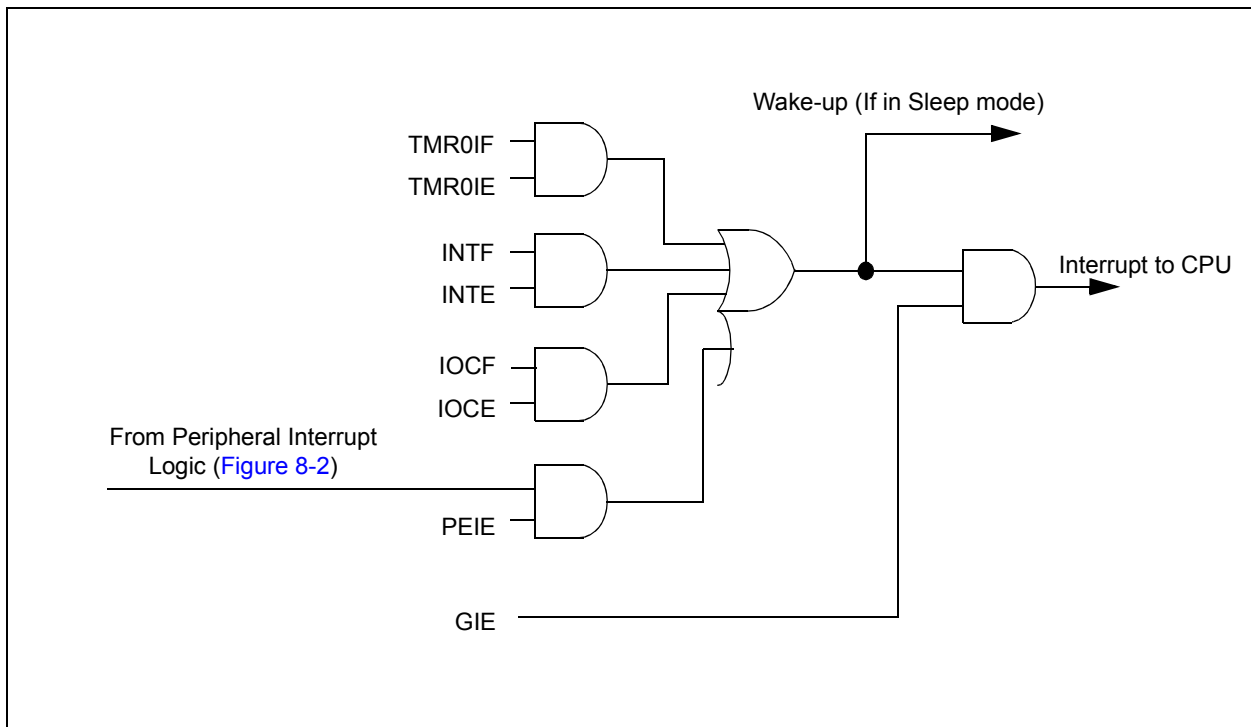 Wake-up (If in Sleep mode)
TMR0IF
TMR0IE
INTF
INTE
Interrupt to CPU
IOCF
IOCE
From Peripheral Interrupt
Logic (Figure 8-2)
PEIE
GIE